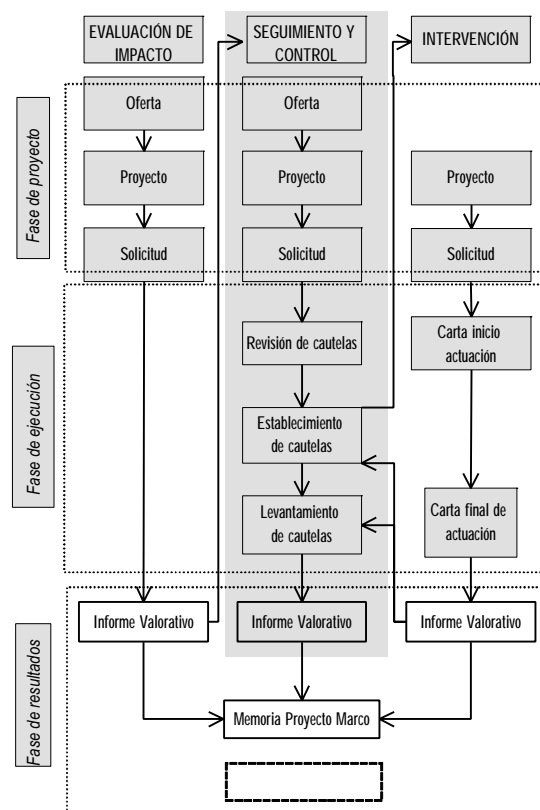 EVALUACIÓN DE
IMPACTO
SEGUIMIENTO Y
CONTROL
INTERVENCIÓN
Fase de proyecto
Oferta
Oferta
Proyecto
Proyecto
Proyecto
Solicitud
Solicitud
Solicitud
Fase de ejecución
Revisión de cautelas
Carta inicio
actuación
Establecimiento
de cautelas
Levantamiento
de cautelas
Carta final de
actuación
Fase de resultados
Informe Valorativo
Informe Valorativo
Informe Valorativo
Memoria Proyecto Marco